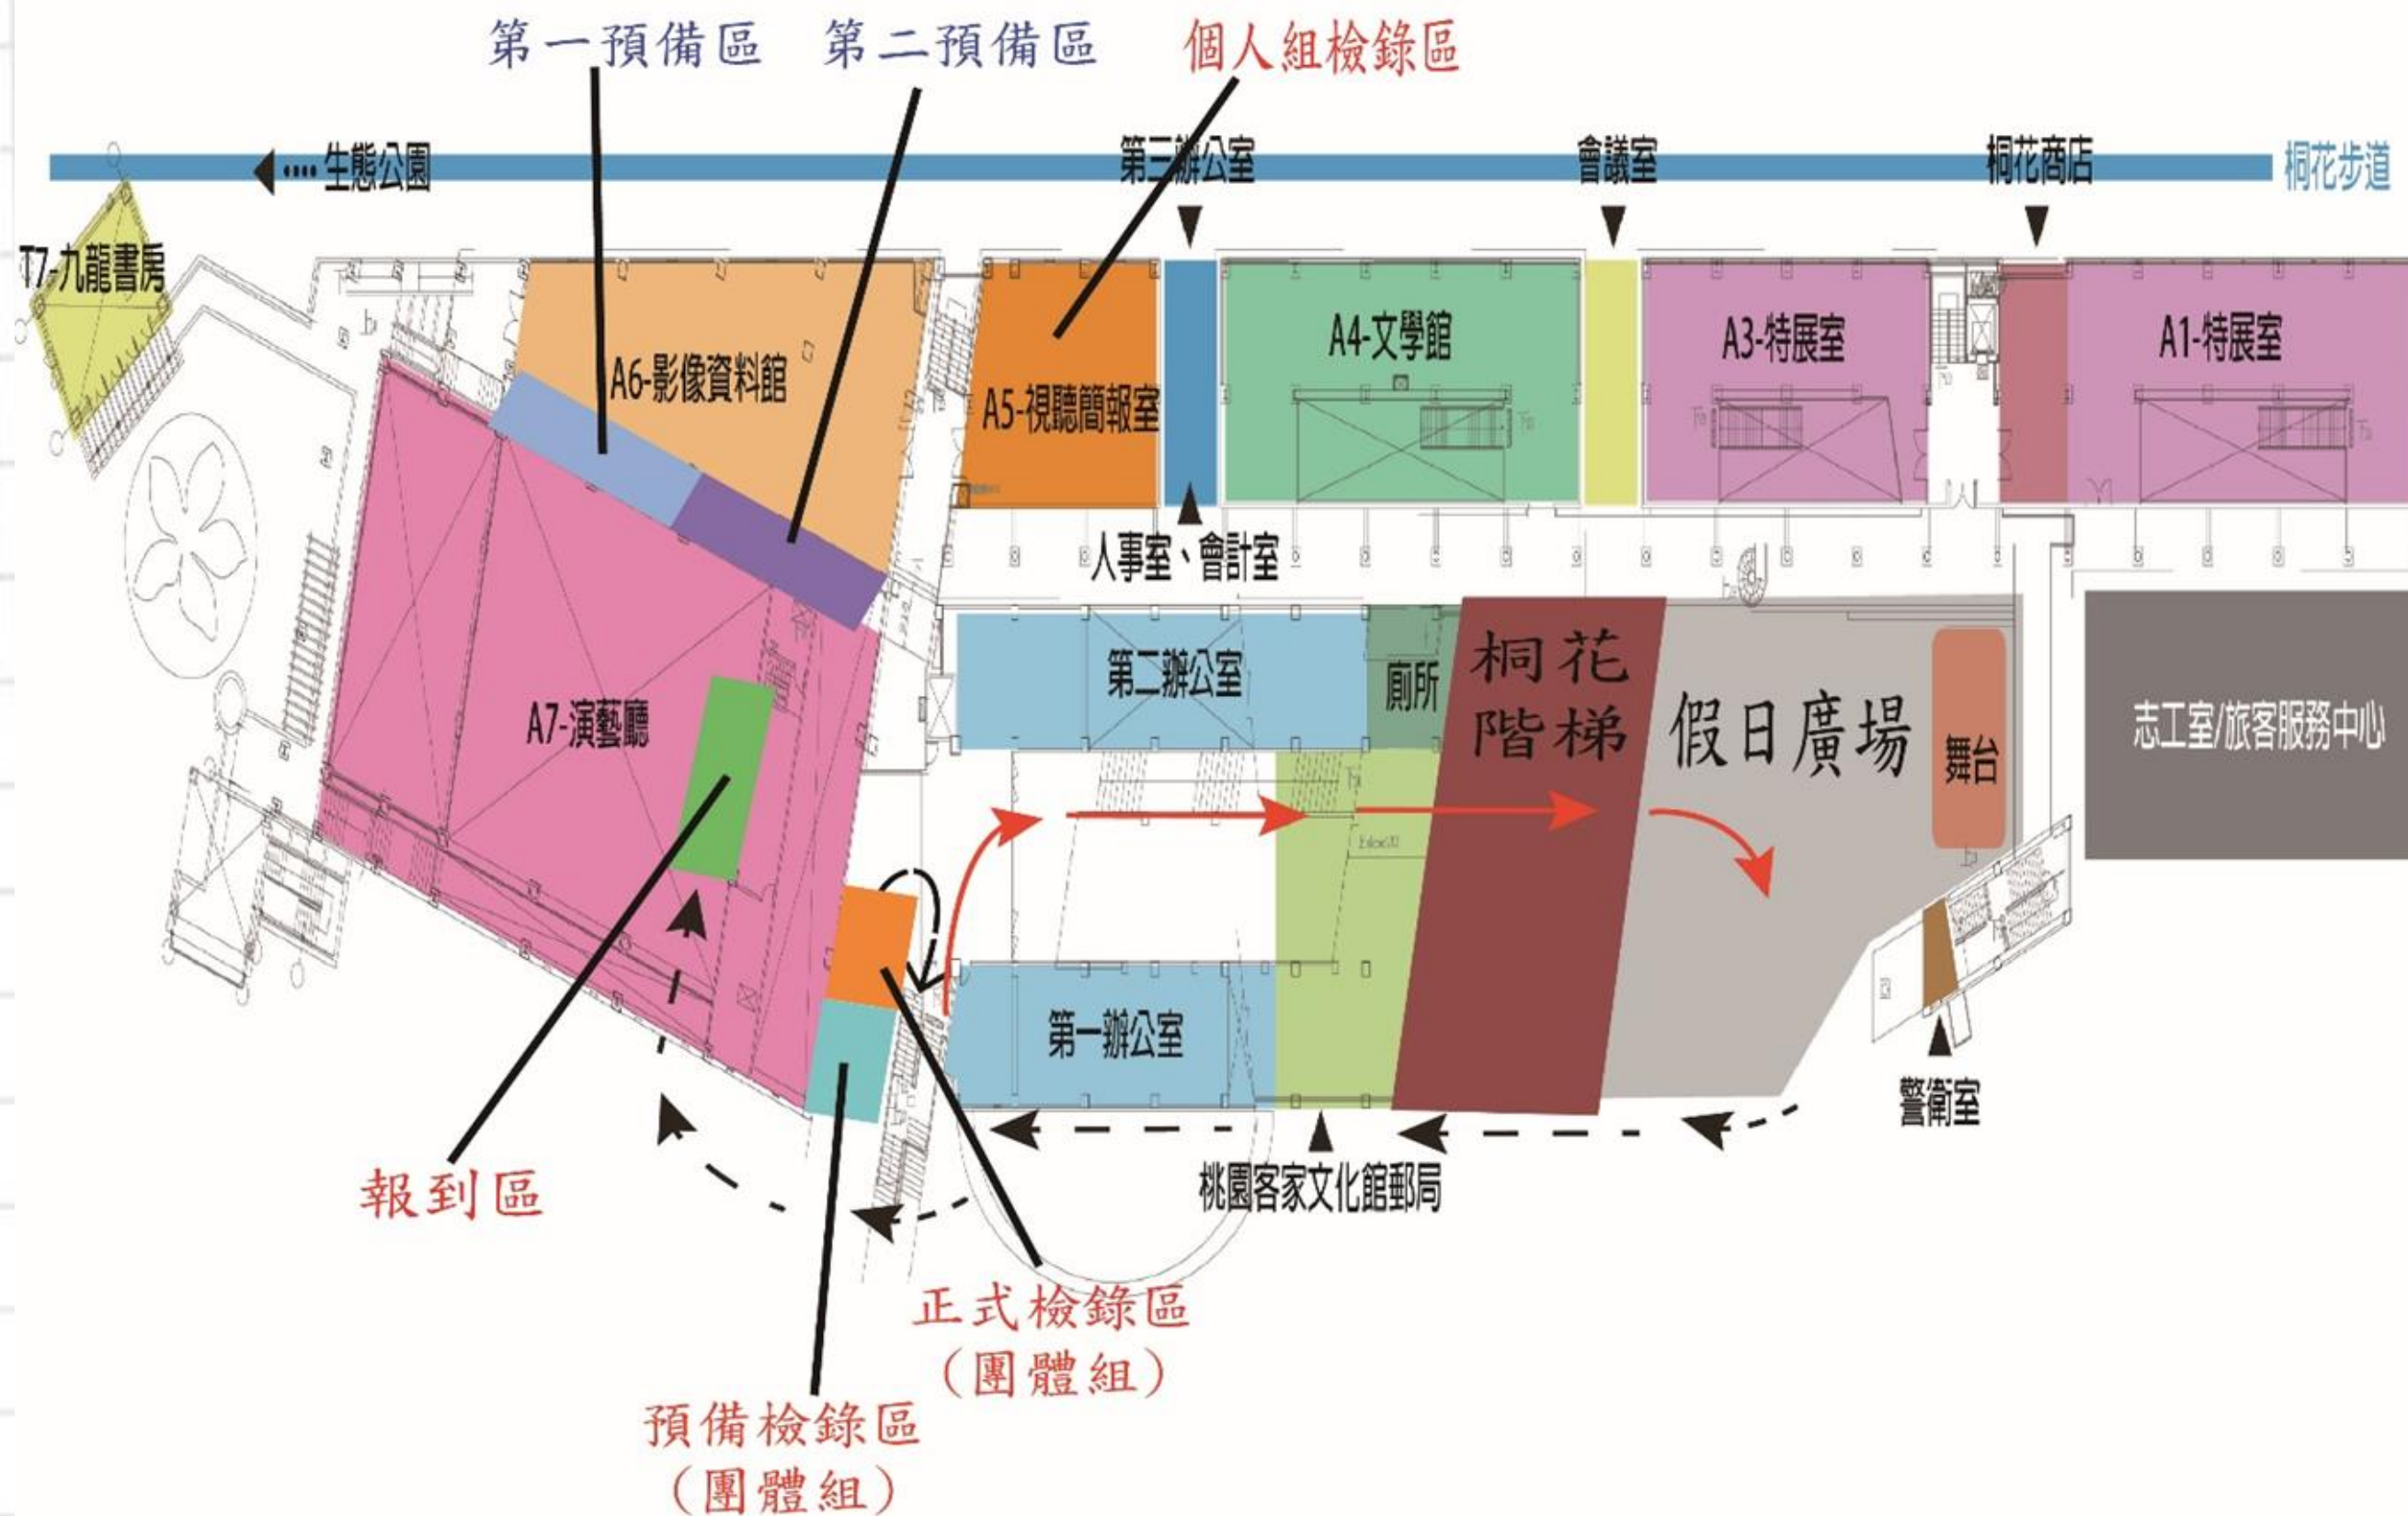 第一預備區
第二預備區
個人組檢錄區
生態公園
第三辦公室
會議室
桐花商店
桐花步道
T7-九龍書房
A6-影像資料館
A5-視聽簡報室
A4-文學館
A3-特展室
A1-特展室
人事室、會計室
第二辦公室
廁所
桐花
階梯
假日廣場
舞台
志工室/旅客服務中心
A7-演藝廳
第一辦公室
警衛室
桃園客家文化館郵局
報到區
正式檢錄區
（團體組）
預備檢錄區
（團體組）